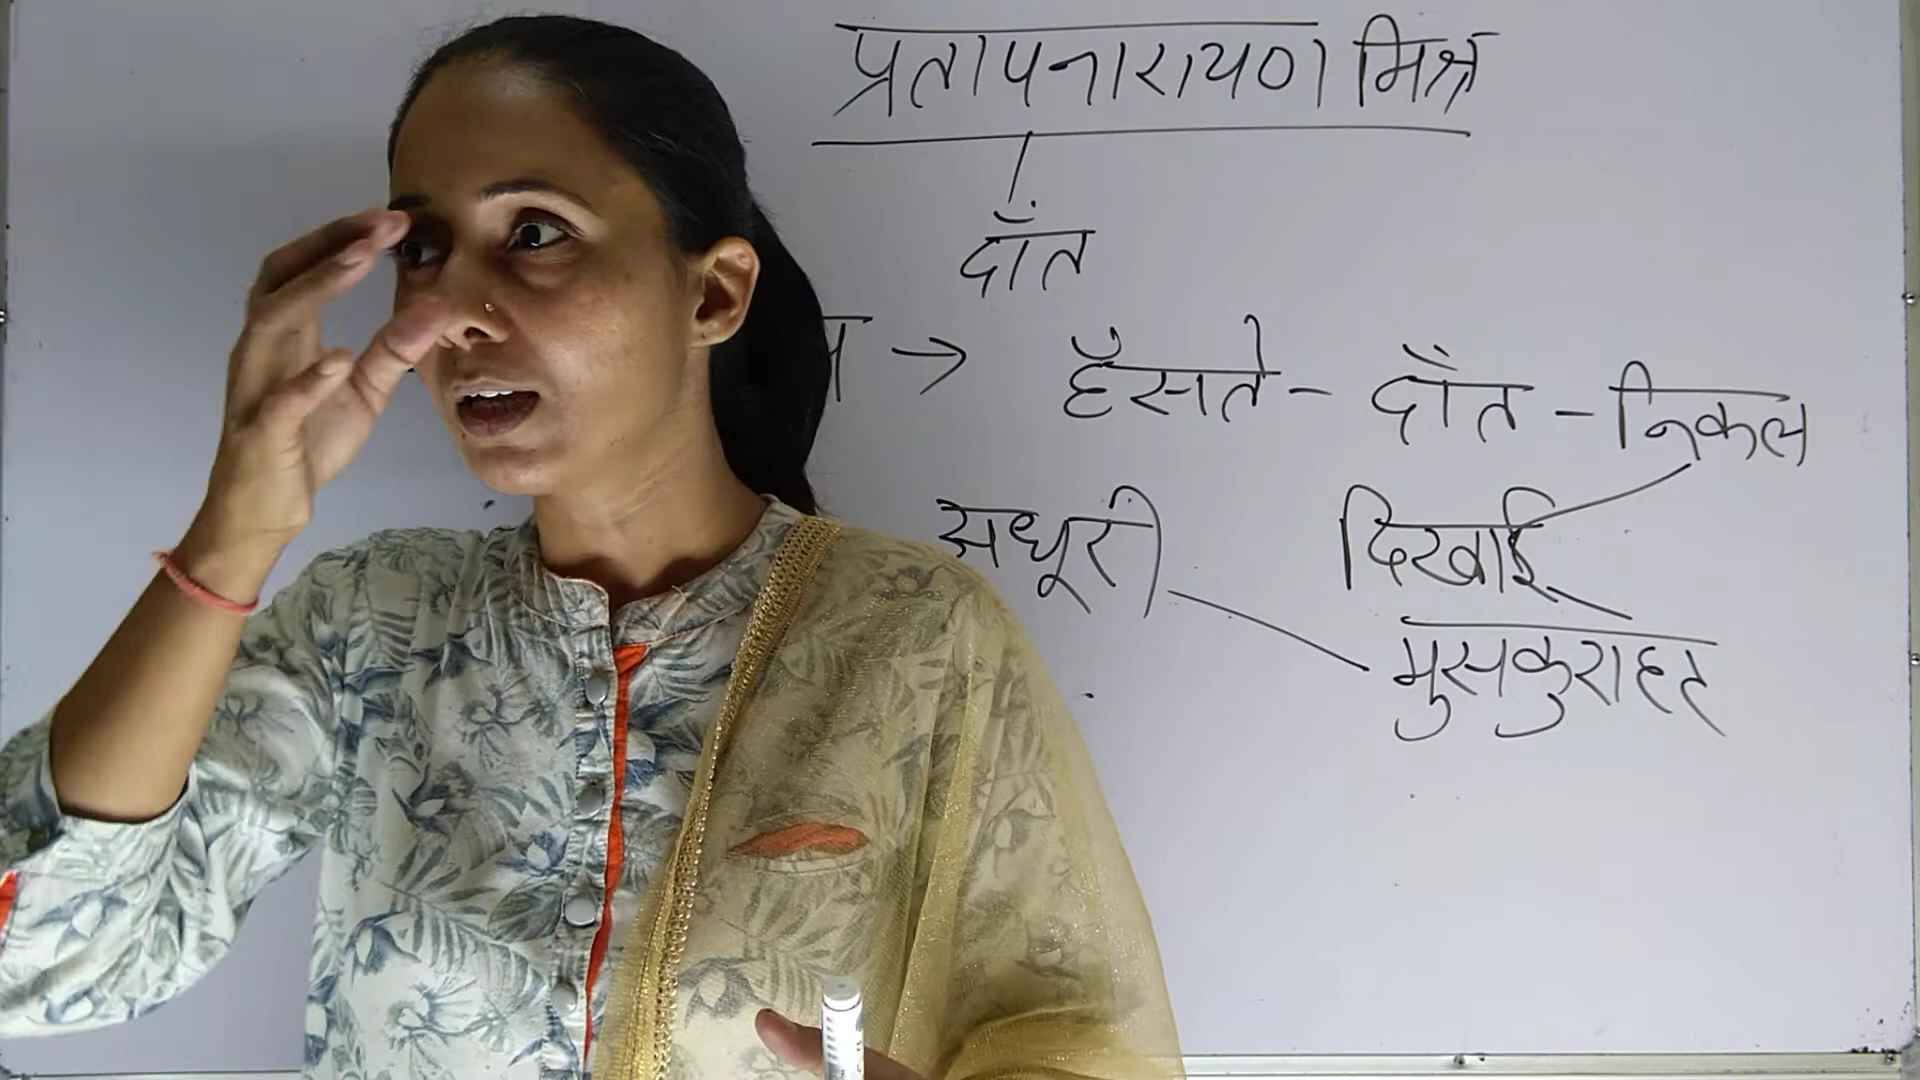 प्रतापनारायण मिश्र
दाँत
→ हँसते - दाँत - निकल
अधूरी दिखाई
मुसकुराहट